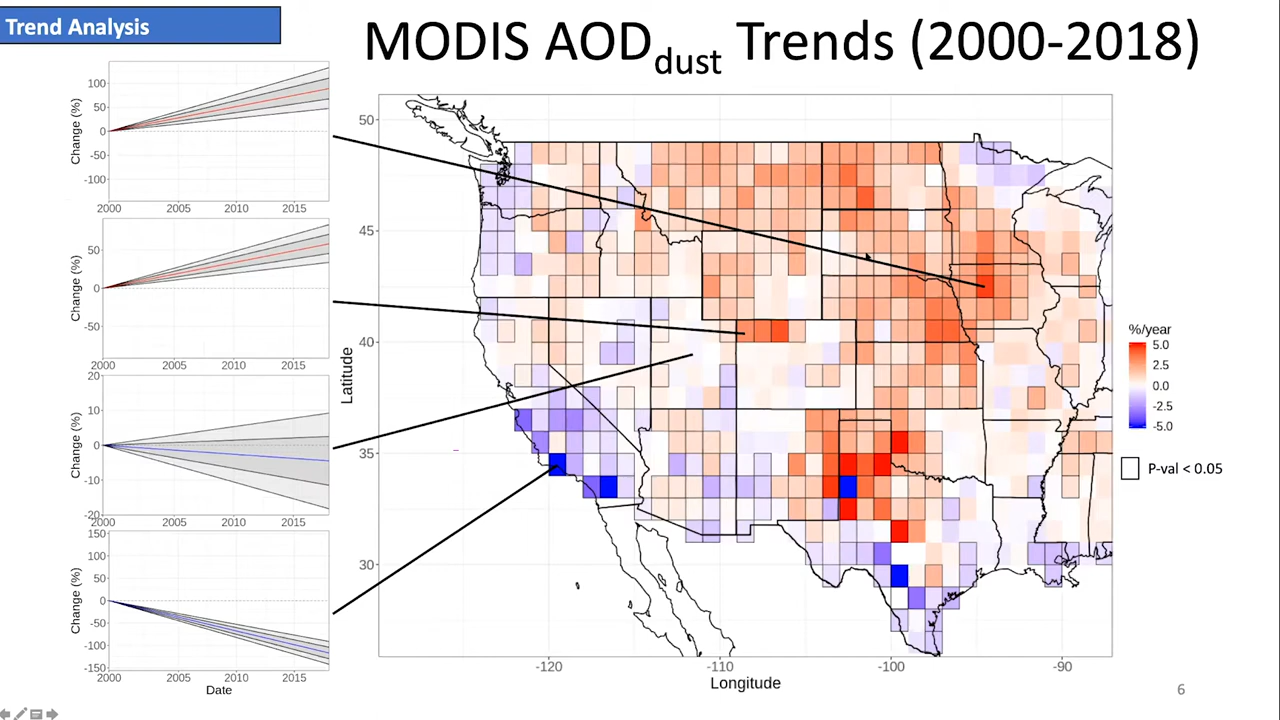 Trend Analysis
MODIS AODdust Trends (2000-2018)
Change (%)
100
50
0
-50
-100
2000 2005 2010 2015
Change (%)
50
0
-50
2000 2005 2010 2015
Change (%)
20
10
0
-10
-20
2000 2005 2010 2015
Change (%)
150
100
50
0
-50
-100
-150
2000 2005 2010 2015
Date
Latitude
50
45
40
35
30
-120 -110 -100 -90
Longitude
%/year
5.0
2.5
0.0
-2.5
-5.0
P-val < 0.05
6